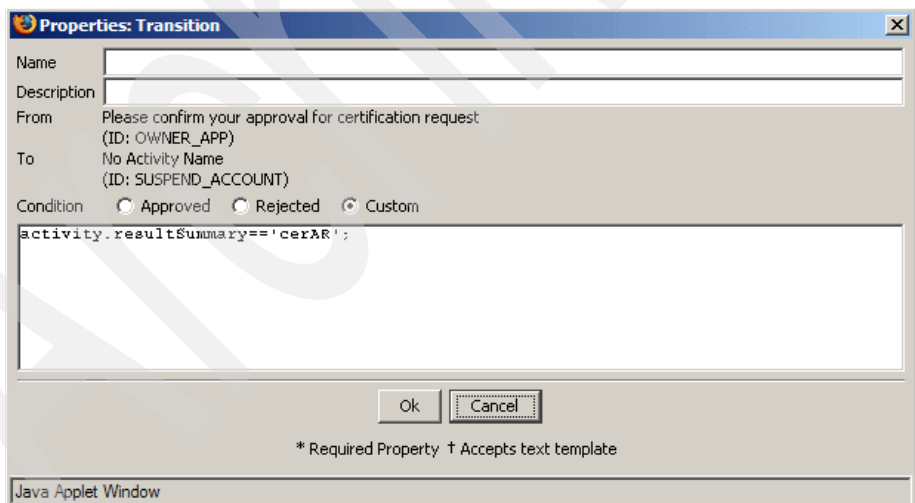 Properties: Transition
Name
Description
From Please confirm your approval for certification request
(ID: OWNER_APP)
To No Activity Name
(ID: SUSPEND_ACCOUNT)
Condition Approved Rejected Custom
activity.resultSummary=='cerAR';
Ok Cancel
* Required Property † Accepts text template
Java Applet Window